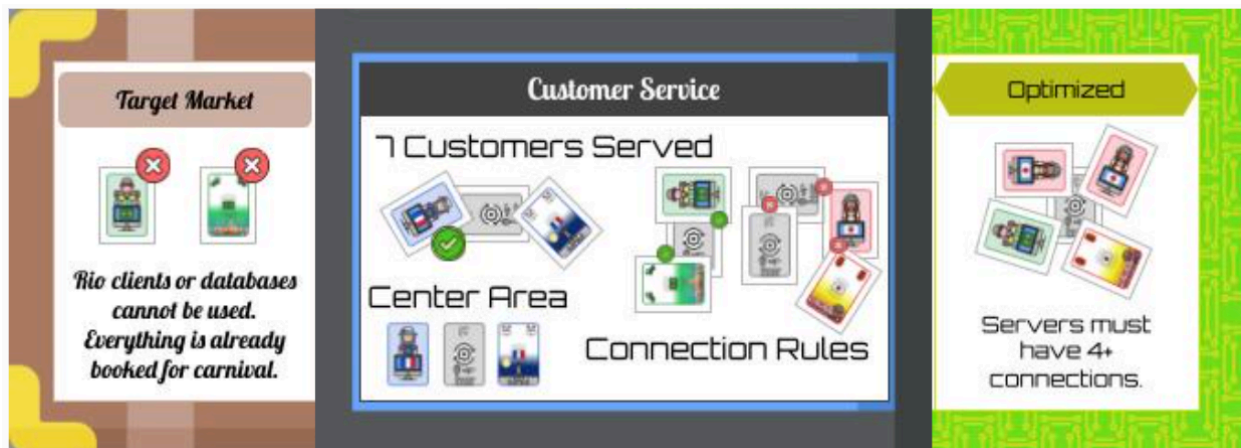 Target Market
Rio clients or databases
cannot be used.
Everything is already
booked for carnival.
Customer Service
7 Customers Served
Center Area
Connection Rules
Optimized
Servers must
have 4+
connections.